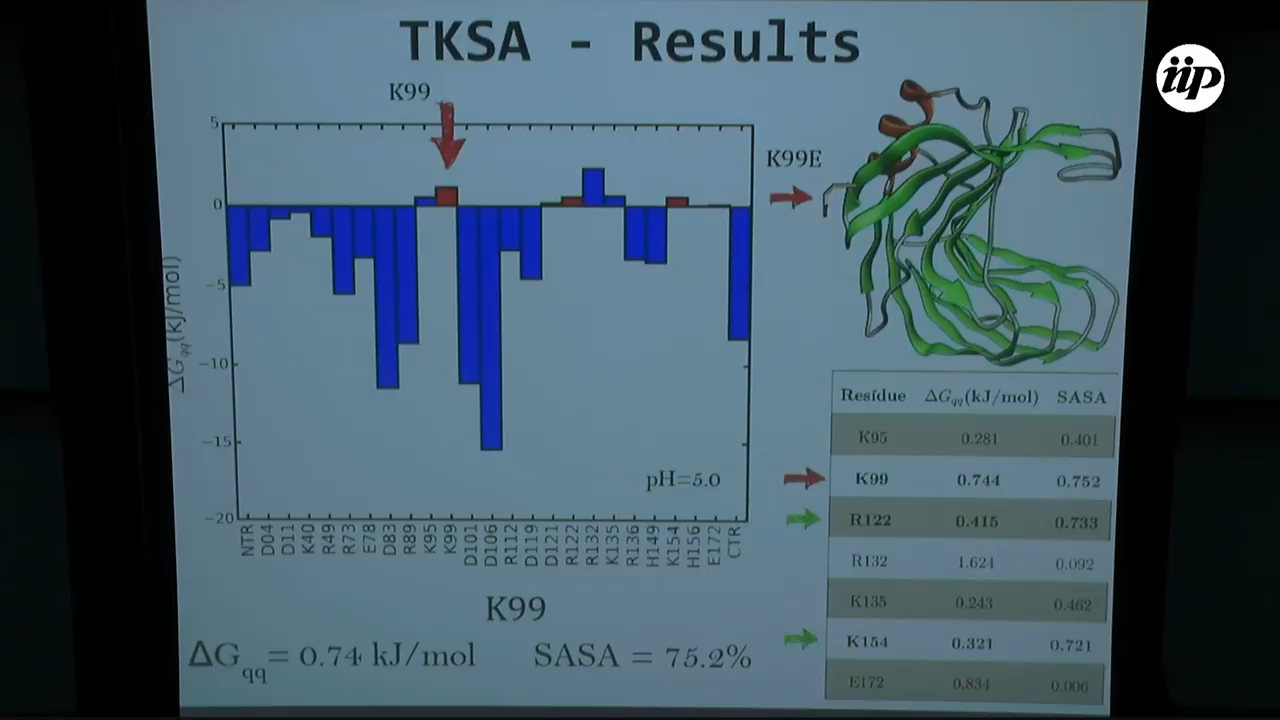 TKSA - Results
iip
K99
5
0
−5
−10
−15
−20
ΔGqq(kJ/mol)
pH=5.0
NTR D04 D11 K40 R49 R73 E78 D83 R89 K95 K99 D101 D106 R112 D119 D121 R122 R132 K135 R136 H149 K154 H156 E172 CTR
K99E
Resídue ΔGqq(kJ/mol) SASA
K95 0.281 0.401
K99 0.744 0.752
R122 0.415 0.733
R132 1.624 0.092
K135 0.243 0.462
K154 0.321 0.721
E172 0.834 0.006
K99
ΔGqq= 0.74 kJ/mol SASA = 75.2%